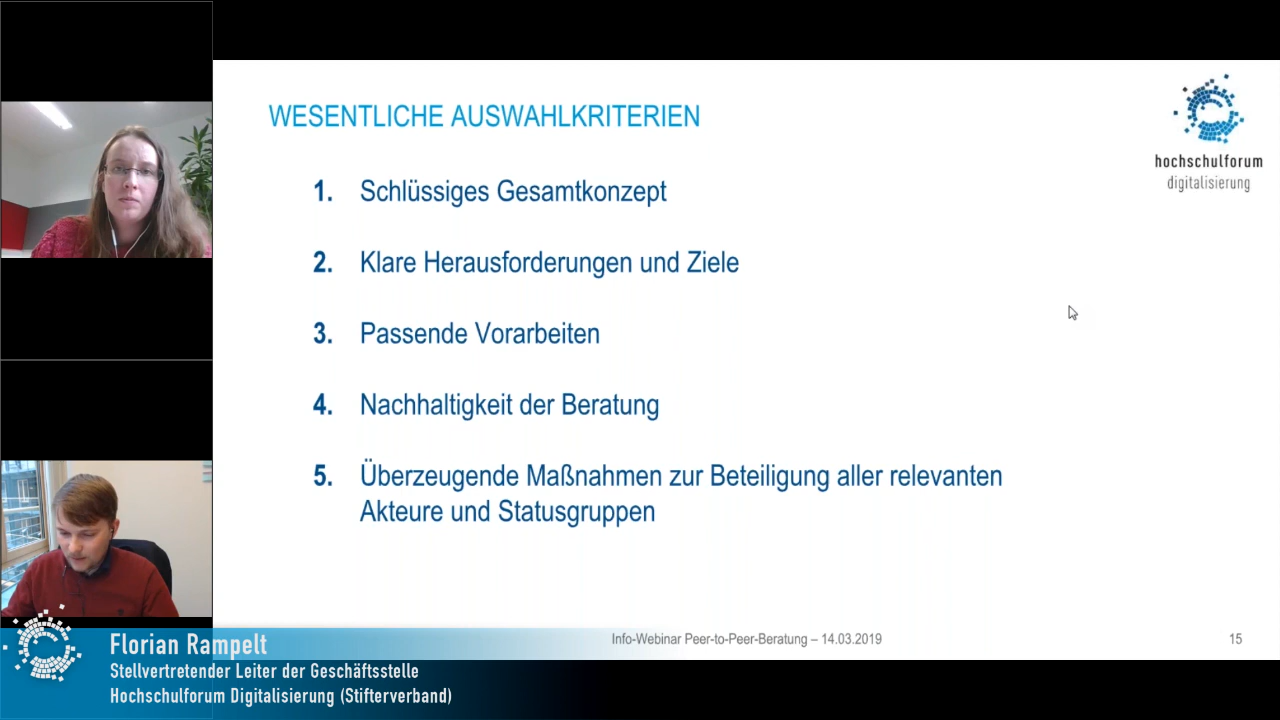 WESENTLICHE AUSWAHLKRITERIEN
hochschulforum
digitalisierung
1. Schlüssiges Gesamtkonzept
2. Klare Herausforderungen und Ziele
3. Passende Vorarbeiten
4. Nachhaltigkeit der Beratung
5. Überzeugende Maßnahmen zur Beteiligung aller relevanten
Akteure und Statusgruppen
Info-Webinar Peer-to-Peer-Beratung – 14.03.2019
15
Florian Rampelt
Stellvertretender Leiter der Geschäftsstelle
Hochschulforum Digitalisierung (Stifterverband)